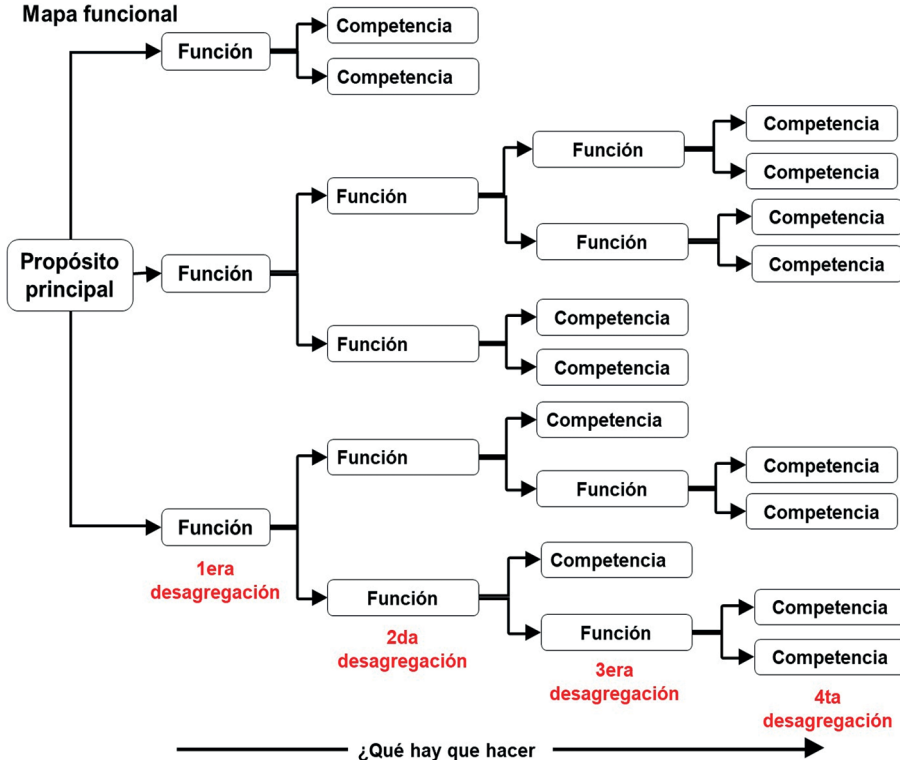 Mapa funcional
Propósito
principal
Función
Competencia
Competencia
Función
Función
Función
Competencia
Competencia
Función
Competencia
Competencia
Función
Competencia
Competencia
Función
Función
Competencia
Función
Competencia
Competencia
Función
Competencia
Función
Competencia
Competencia
1era
desagregación
2da
desagregación
3era
desagregación
4ta
desagregación
¿Qué hay que hacer